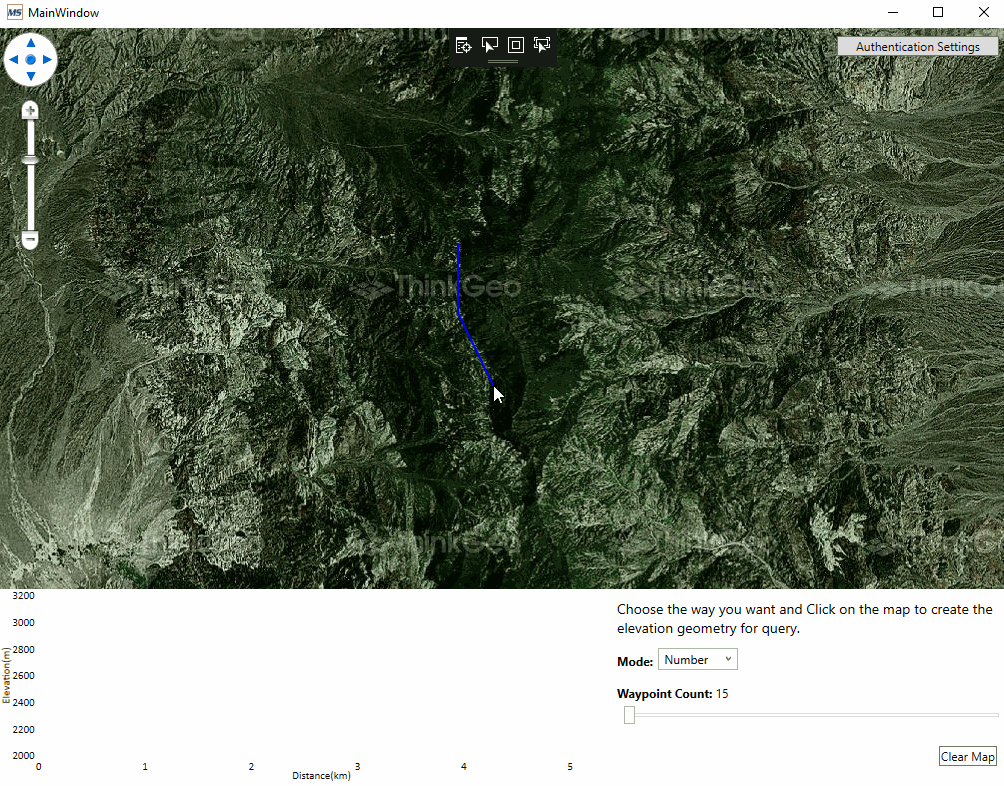 MS MainWindow
Authentication Settings
ThinkGeo
ThinkGeo
ThinkGeo
ThinkGeo
ThinkGeo
3200
3000
2800
2600
2400
2200
2000
Elevation(m)
0 1 2 3 4 5
Distance(km)
Choose the way you want and Click on the map to create the
elevation geometry for query.
Mode: Number
Waypoint Count: 15
Clear Map